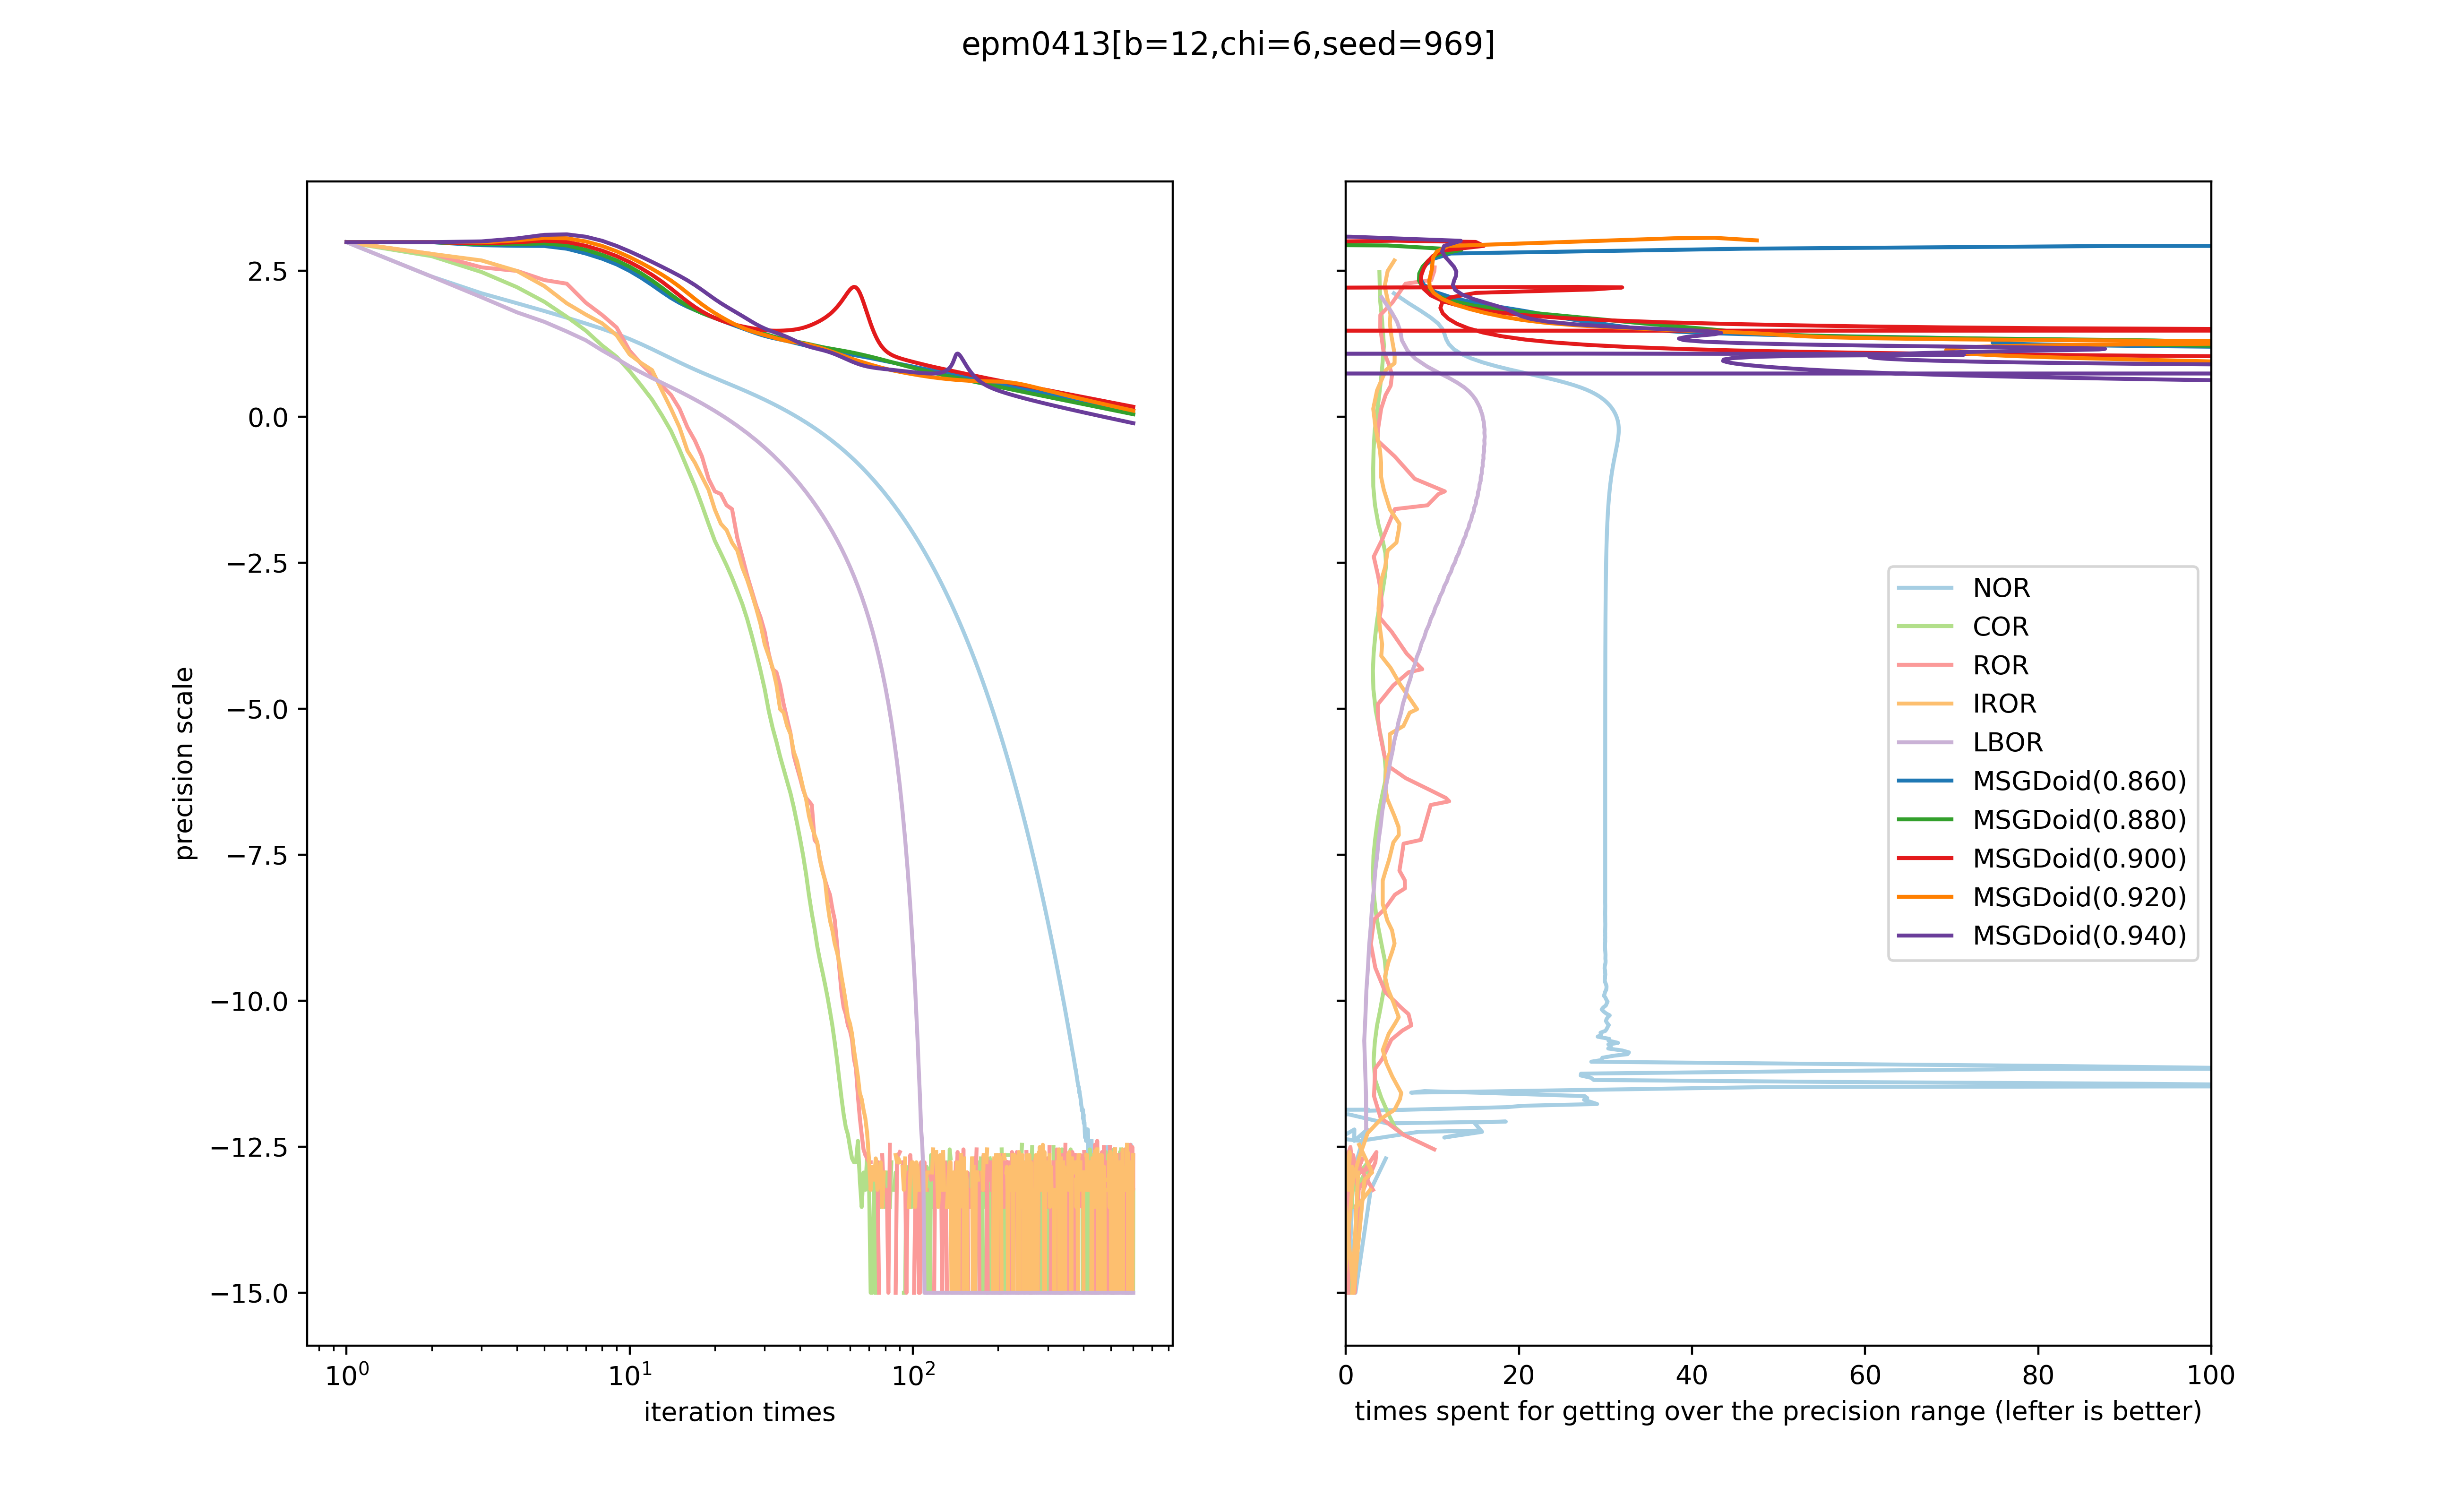 epm0413[b=12,chi=6,seed=969]
precision scale
2.5
0.0
−2.5
−5.0
−7.5
−10.0
−12.5
−15.0
10⁰ 10¹ 10²
iteration times
0 20 40 60 80 100
times spent for getting over the precision range (lefter is better)
NOR
COR
ROR
IROR
LBOR
MSGDoid(0.860)
MSGDoid(0.880)
MSGDoid(0.900)
MSGDoid(0.920)
MSGDoid(0.940)